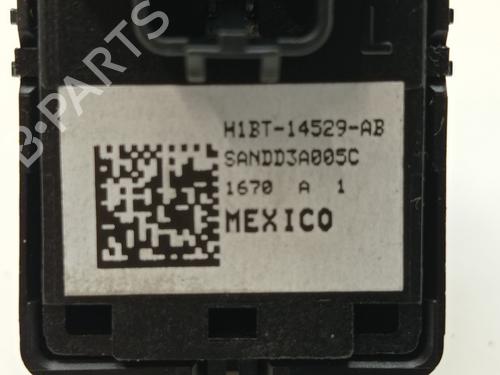 B-PARTS
L
H1BT-14529-AB
SANDD3A005C
1670 A 1
MEXICO